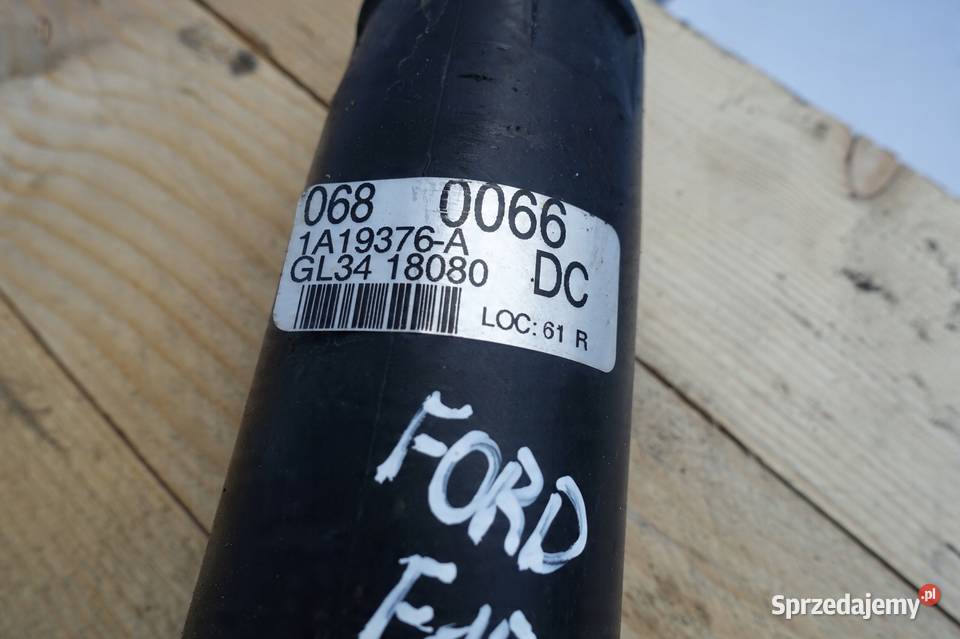 068 0066
1A19376-A
GL34 18080 DC
LOC: 61 R
FORD
Sprzedajemy.pl